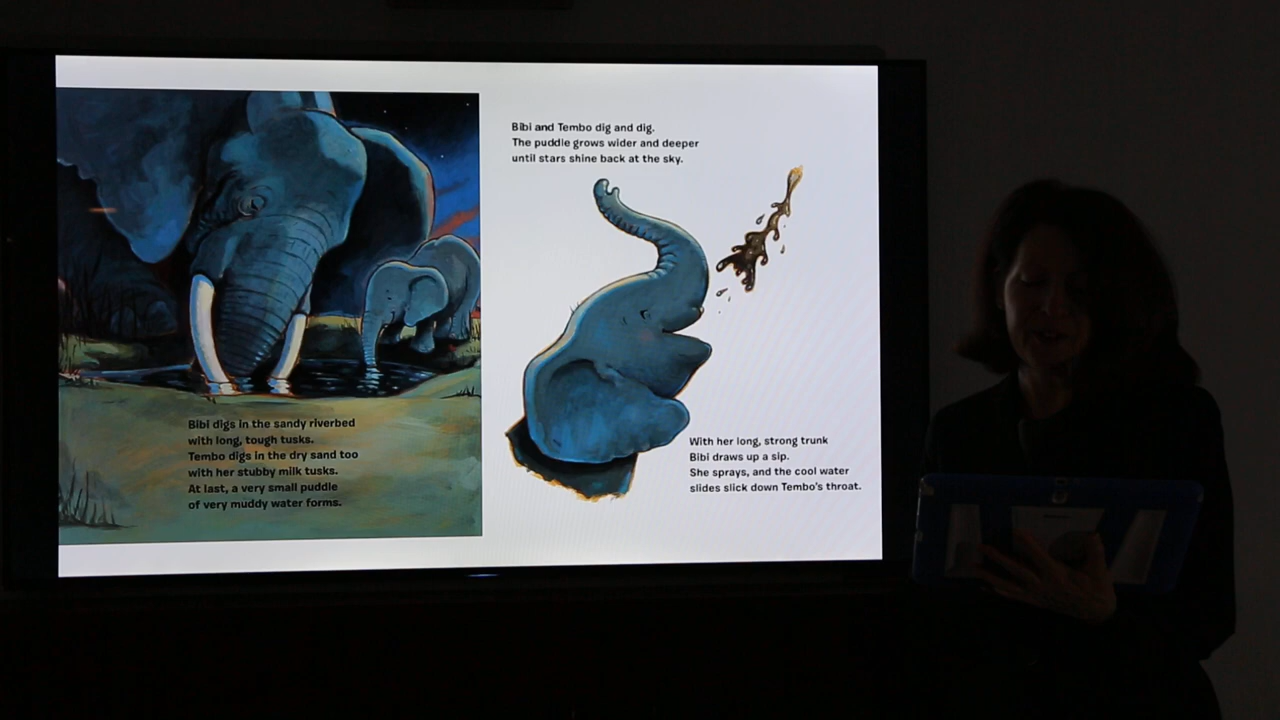 Bibi digs in the sandy riverbed
with long, tough tusks.
Tembo digs in the dry sand too
with her stubby milk tusks.
At last, a very small puddle
of very muddy water forms.
Bibi and Tembo dig and dig.
The puddle grows wider and deeper
until stars shine back at the sky.
With her long, strong trunk
Bibi draws up a sip.
She sprays, and the cool water
slides slick down Tembo's throat.